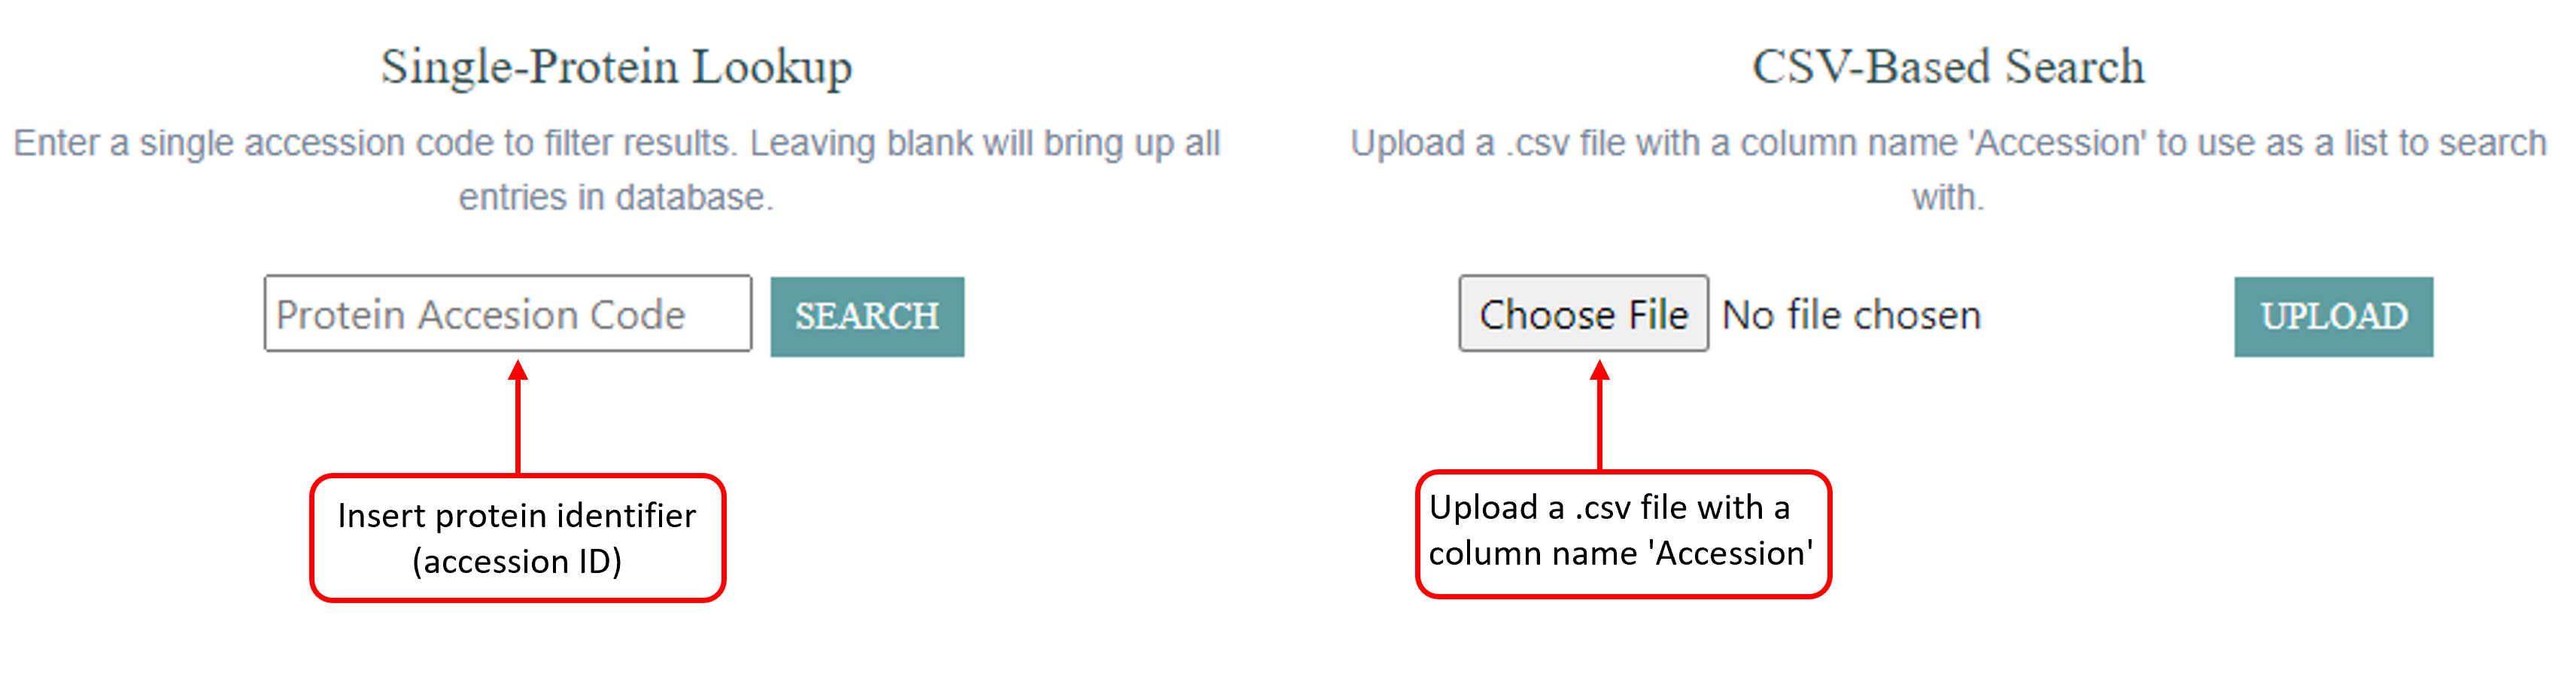 Single-Protein Lookup
Enter a single accession code to filter results. Leaving blank will bring up all
entries in database.
Protein Accesion Code
SEARCH
Insert protein identifier
(accession ID)
CSV-Based Search
Upload a .csv file with a column name 'Accession' to use as a list to search
with.
Choose File No file chosen
UPLOAD
Upload a .csv file with a
column name 'Accession'